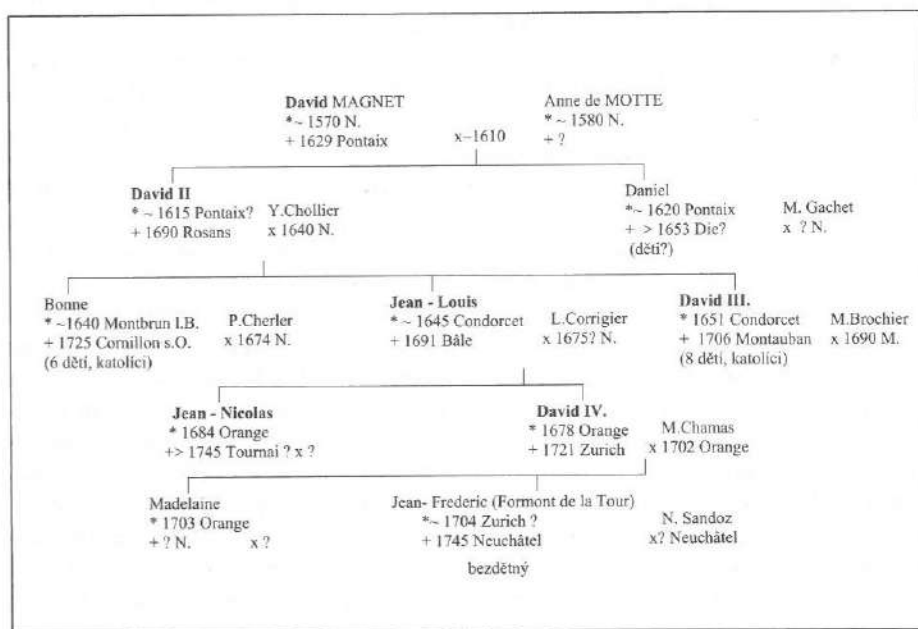 David MAGNET
* ~ 1570 N.
+ 1629 Pontaix
x~1610
Anne de MOTTE
* ~ 1580 N.
+ ?
David II
* ~ 1615 Pontaix?
+ 1690 Rosans
Y.Chollier
x 1640 N.
Daniel
*~ 1620 Pontaix
+ > 1653 Die?
(děti?)
M. Gachet
x ? N.
Bonne
* ~1640 Montbrun l.B.
+ 1725 Cornillon s.O.
(6 dětí, katolíci)
P.Cherler
x 1674 N.
Jean - Louis
* ~ 1645 Condorcet
+ 1691 Bâle
L.Corrigier
x 1675? N.
David III.
* 1651 Condorcet
+ 1706 Montauban
(8 dětí, katolíci)
M.Brochier
x 1690 M.
Jean - Nicolas
* 1684 Orange
+> 1745 Tournai ? x ?
David IV.
* 1678 Orange
+ 1721 Zurich
M.Chamas
x 1702 Orange
Madelaine
* 1703 Orange
+ ? N. x ?
Jean- Frederic (Formont de la Tour)
*~ 1704 Zurich ?
+ 1745 Neuchâtel
bezdětný
N. Sandoz
x? Neuchâtel